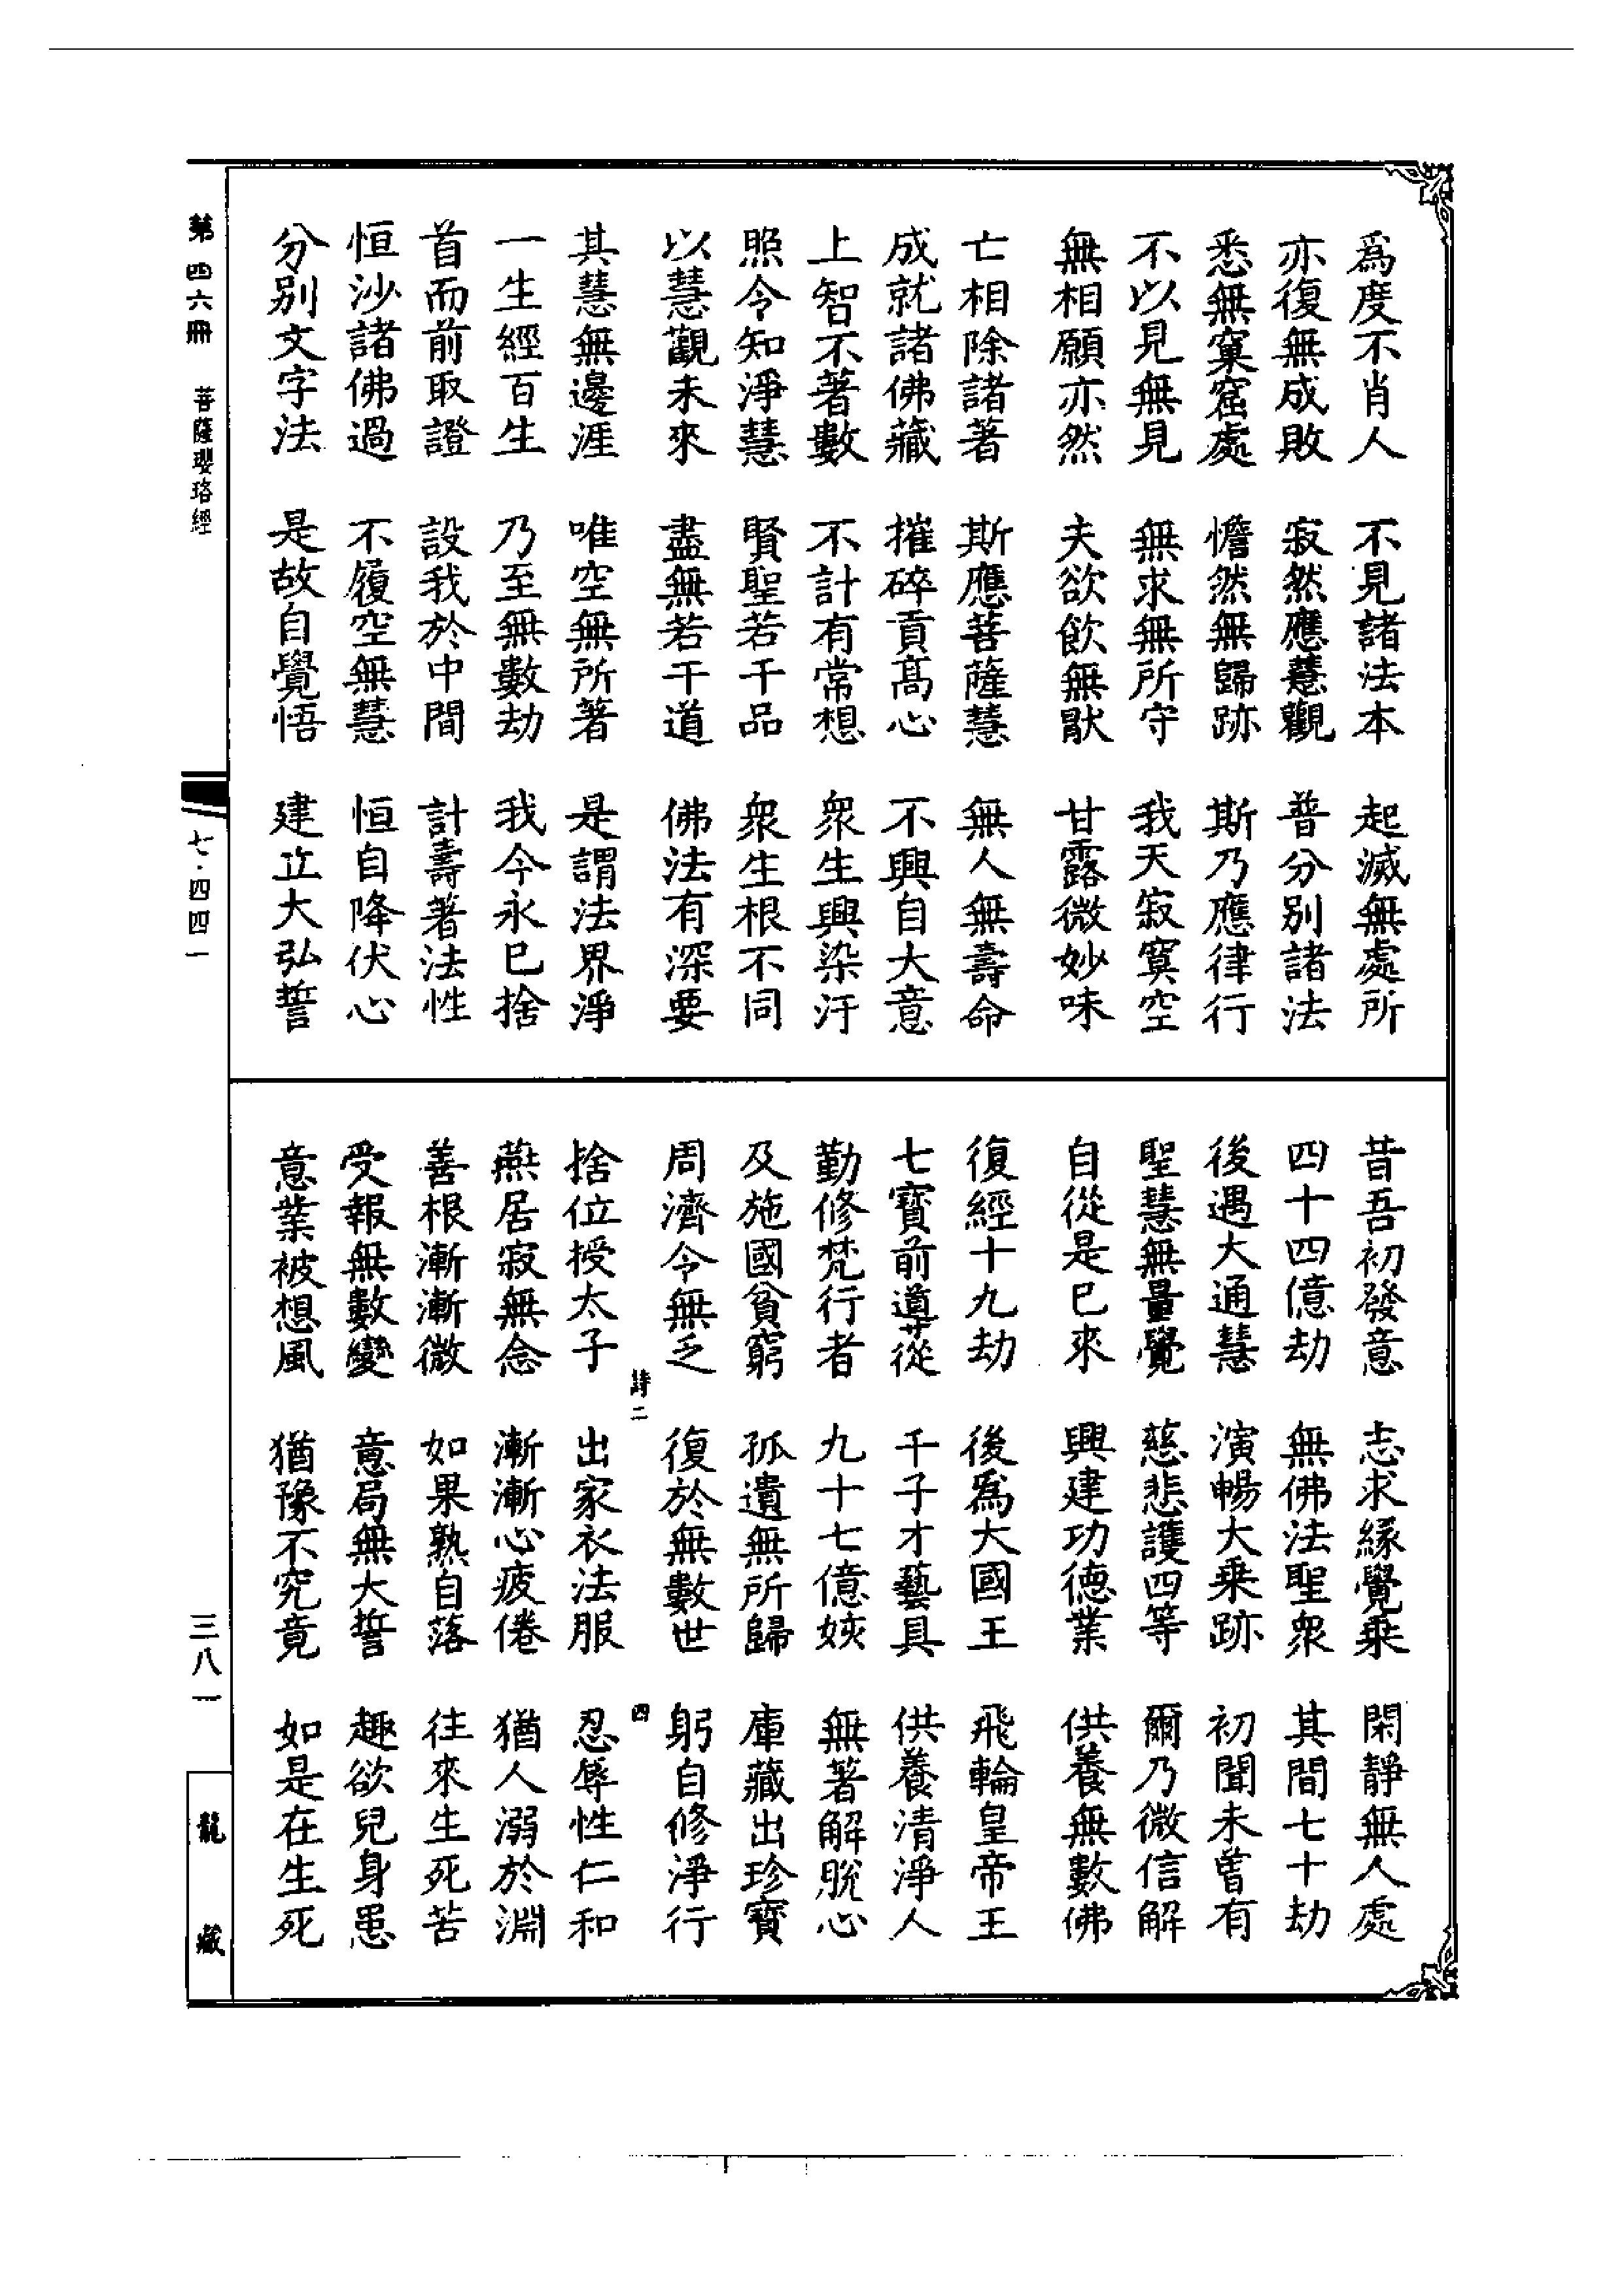 爲度不肖人　不見諸法本　起滅無處所
亦復無成敗　寂然應慧觀　普分別諸法
悉無窠窟處　憺然無歸跡　斯乃應律行
不以見無見　無求無所守　我天寂寞空
無相願亦然　夫欲飲無猒　甘露微妙味
亡相除諸著　斯應菩薩慧　無人無壽命
成就諸佛藏　摧碎貢高心　不興自大意
上智不著數　不計有常想　衆生興染汙
照令知淨慧　賢聖若干品　衆生根不同
以慧觀未來　盡無若干道　佛法有深要
其慧無邊涯　唯空無所著　是謂法界淨
一生經百生　乃至無數劫　我今永已捨
首而前取證　設我於中間　計壽著法性
恒沙諸佛過　不履空無慧　恒自降伏心
分別文字法　是故自覺悟　建立大弘誓
昔吾初發意　志求緣覺乘　閑靜無人處
四十四億劫　無佛法聖衆　其間七十劫
後遇大通慧　演暢大乘跡　初聞未曾有
聖慧無量覺　慈悲護四等　爾乃微信解
自從是已來　興建功德業　供養無數佛
復經十九劫　後爲大國王　飛輪皇帝王
七寶前導從　千子才藝具　供養清淨人
勤修梵行者　九十七億姟　無著解脫心
及施國貧窮　孤遺無所歸　庫藏出珍寶
周濟令無乏　復於無數世　躬自修淨行
詩二　四
捨位授太子　出家衣法服　忍辱性仁和
燕居寂無念　漸漸心疲倦　猶人溺於淵
善根漸漸微　如果熟自落　往來生死苦
受報無數變　意局無大誓　趣欲兒身患
意業被想風　猶豫不究竟　如是在生死
第四六冊　菩薩瓔珞經　七·四四一　三八一　龍藏